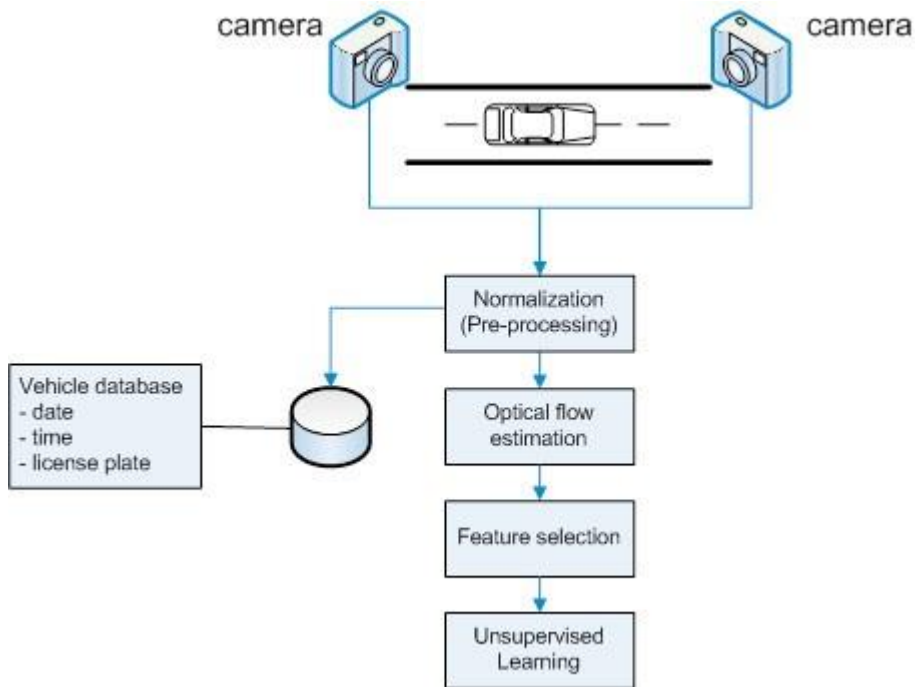 camera
camera
Normalization
(Pre-processing)
Vehicle database
- date
- time
- license plate
Optical flow
estimation
Feature selection
Unsupervised
Learning